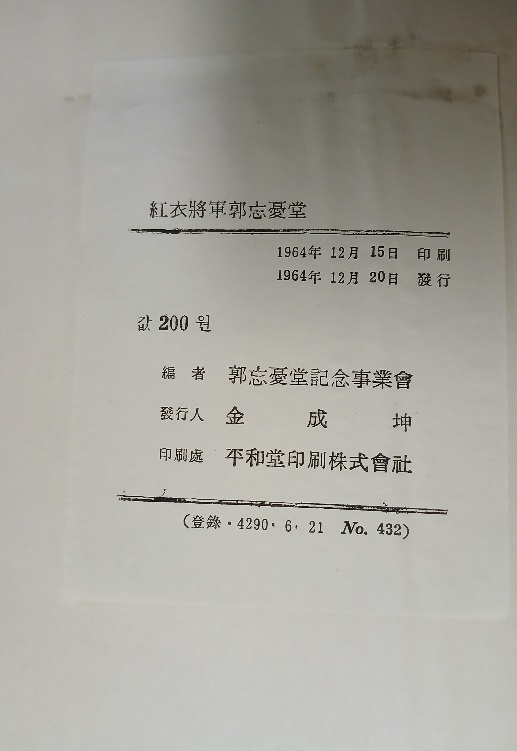 紅衣將軍郭忘憂堂
1964年 12月 15日 印刷
1964年 12月 20日 發行
값 200 원
編者 郭忘憂堂記念事業會
發行人 金成坤
印刷處 平和堂印刷株式會社
(登錄·4290·6·21 No. 432)